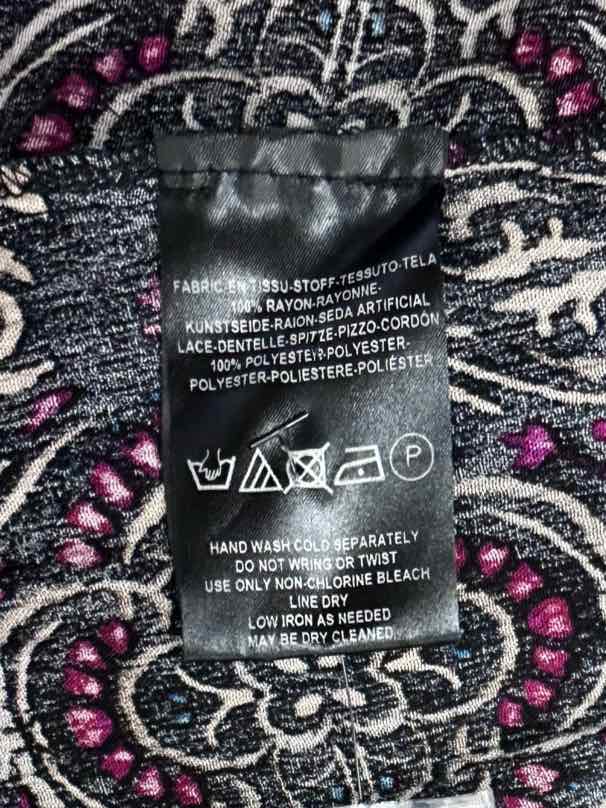 FABRIC-EN TISSU-STOFF-TESSUTO-TELA
100% RAYON-RAYONNE-
KUNSTSEIDE-RAION-SEDA ARTIFICIAL
LACE-DENTELLE-SPITZE-PIZZO-CORDÓN
100% POLYESTER-POLYESTER-
POLYESTER-POLIESTERE-POLIÉSTER
P
HAND WASH COLD SEPARATELY
DO NOT WRING OR TWIST
USE ONLY NON-CHLORINE BLEACH
LINE DRY
LOW IRON AS NEEDED
MAY BE DRY CLEANED.